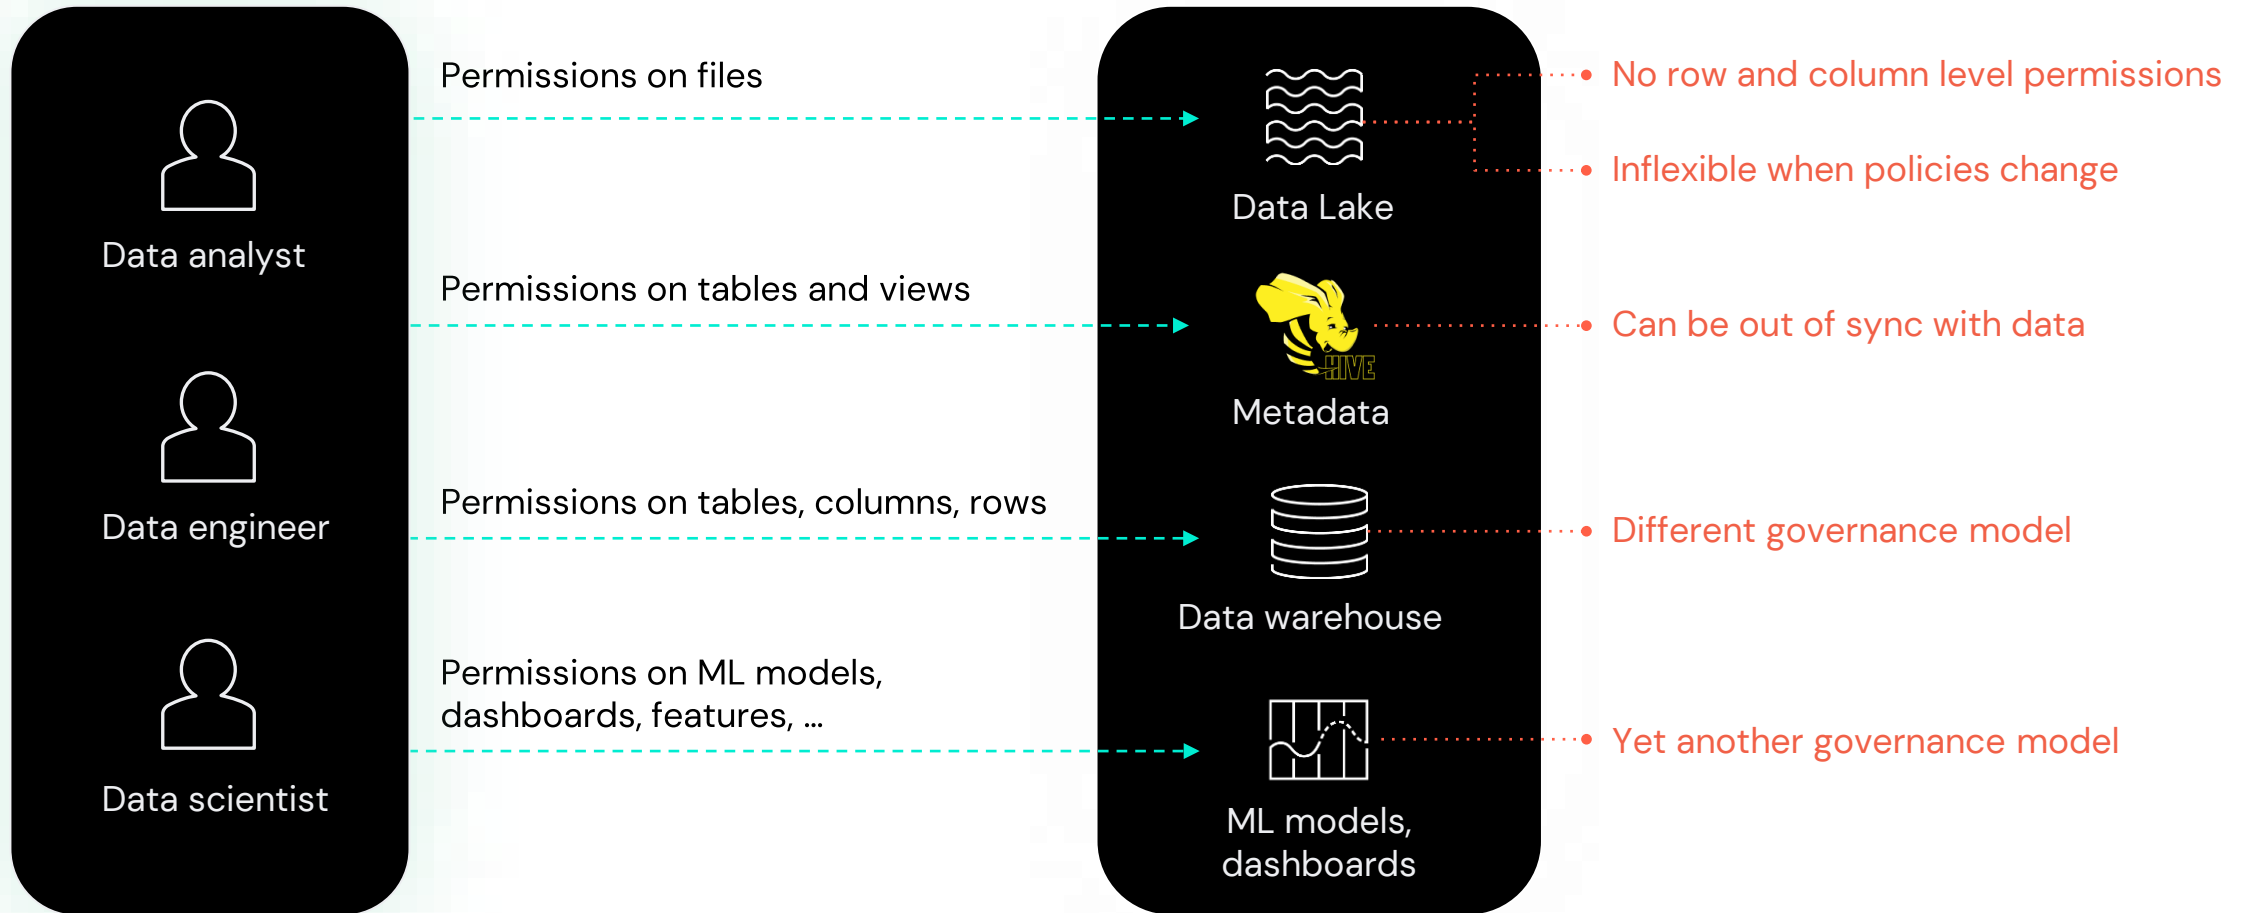 Permissions on files
No row and column level permissions
Inflexible when policies change
Data Lake
Data analyst
Permissions on tables and views
Can be out of sync with data
HIVE
Metadata
Permissions on tables, columns, rows
Data engineer
Different governance model
Data warehouse
Permissions on ML models,
dashboards, features, ...
Yet another governance model
Data scientist
ML models,
dashboards